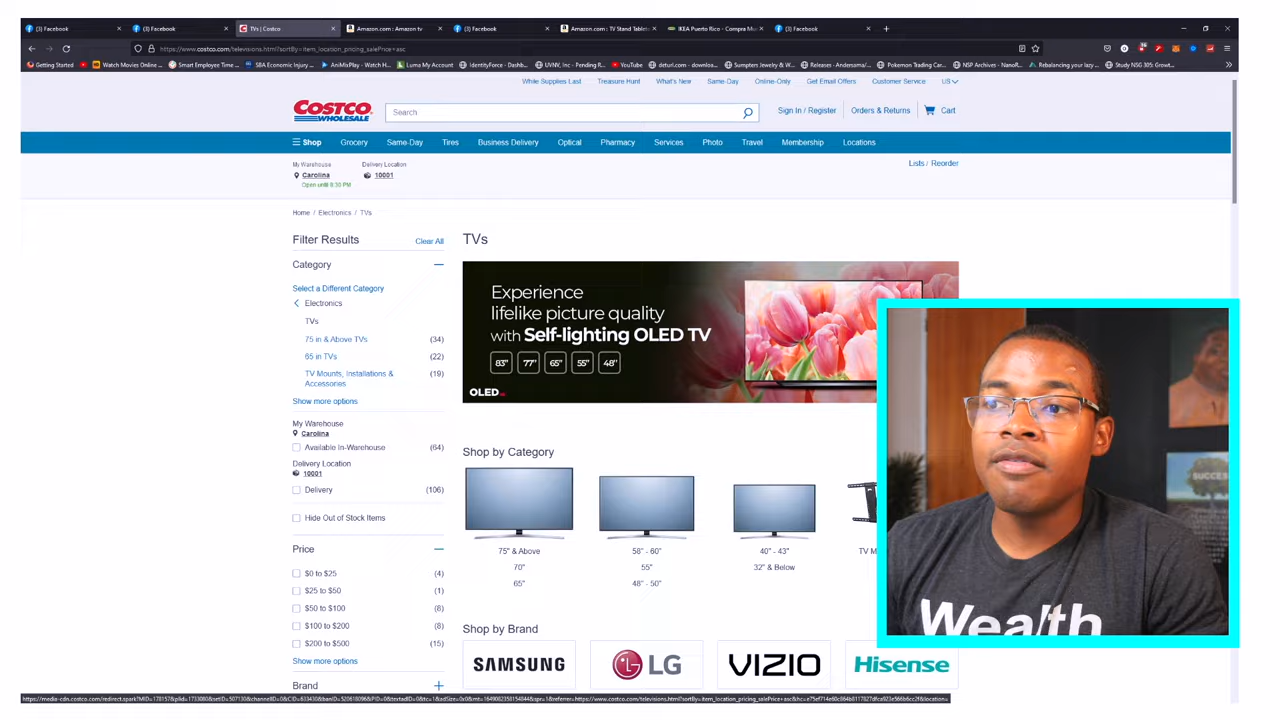 (3) Facebook
(3) Facebook
TVs | Costco
Amazon.com : Amazon tv
(3) Facebook
Amazon.com : TV Stand Tablet
IKEA Puerto Rico - Compra Mu
(3) Facebook
https://www.costco.com/televisions.html?sortBy=item_location_pricing_salePrice+asc
Getting Started
Watch Movies Online ...
Smart Employee Time ...
SBA Economic Injury ...
AniMixPlay - Watch H...
Luma My Account
IdentityForce - Dashb...
UVNV, Inc - Pending R...
YouTube
deturl.com - downloa...
Sumpters Jewelry & W...
Releases - Anderssama/...
Pokemon Trading Car...
NSP Archives - NanoR...
Rebalancing your lazy ...
Study NSG 305: Growt...
While Supplies Last
Treasure Hunt
What's New
Same-Day
Online-Only
Get Email Offers
Customer Service
US
COSTCO
WHOLESALE
Search
Sign In / Register
Orders & Returns
Cart
Shop
Grocery
Same-Day
Tires
Business Delivery
Optical
Pharmacy
Services
Photo
Travel
Membership
Locations
My Warehouse
Carolina
Open until 8:30 PM
Delivery Location
10001
Lists / Reorder
Home / Electronics / TVs
Filter Results
Clear All
Category
Select a Different Category
Electronics
TVs
75 in & Above TVs (34)
65 in TVs (22)
TV Mounts, Installations & (19)
Accessories
Show more options
My Warehouse
Carolina
Available In-Warehouse (64)
Delivery Location
10001
Delivery (106)
Hide Out of Stock Items
Price
$0 to $25 (4)
$25 to $50 (1)
$50 to $100 (8)
$100 to $200 (8)
$200 to $500 (15)
Show more options
Brand
TVs
Experience
lifelike picture quality
with Self-lighting OLED TV
83" 77" 65" 55" 48"
OLED
Shop by Category
75" & Above
70"
65"
58" - 60"
55"
48" - 50"
40" - 43"
32" & Below
TV M
Shop by Brand
SAMSUNG
LG
VIZIO
Hisense
SUCCESS
Wealth